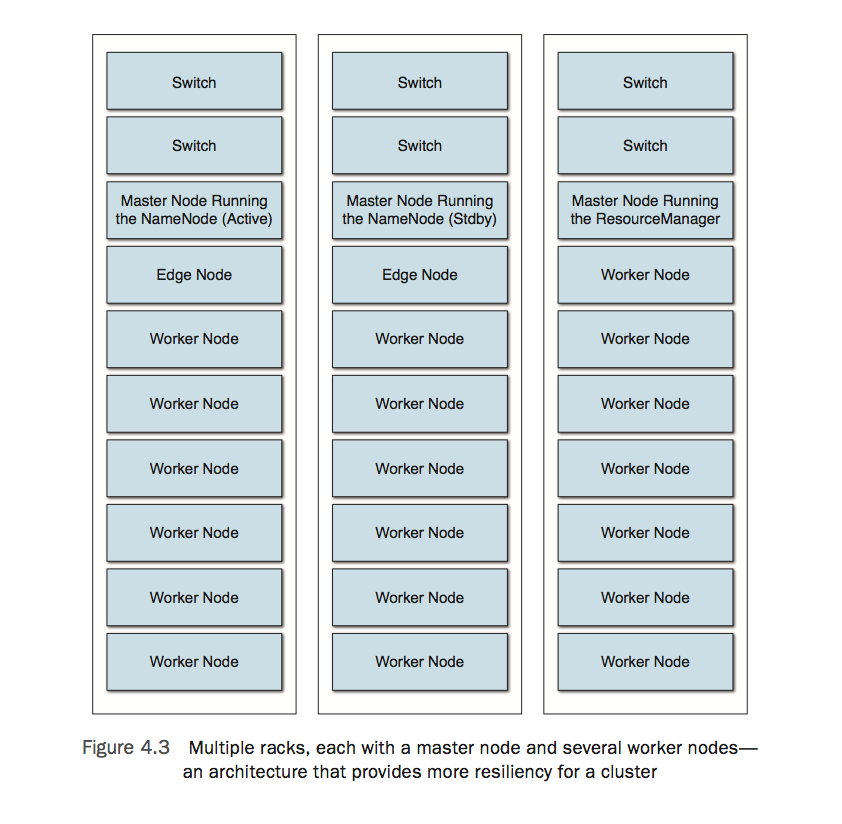 Switch
Switch
Master Node Running
the NameNode (Active)
Edge Node
Worker Node
Worker Node
Worker Node
Worker Node
Worker Node
Worker Node
Switch
Switch
Master Node Running
the NameNode (Stdby)
Edge Node
Worker Node
Worker Node
Worker Node
Worker Node
Worker Node
Worker Node
Switch
Switch
Master Node Running
the ResourceManager
Worker Node
Worker Node
Worker Node
Worker Node
Worker Node
Worker Node
Worker Node
Figure 4.3 Multiple racks, each with a master node and several worker nodes—
an architecture that provides more resiliency for a cluster